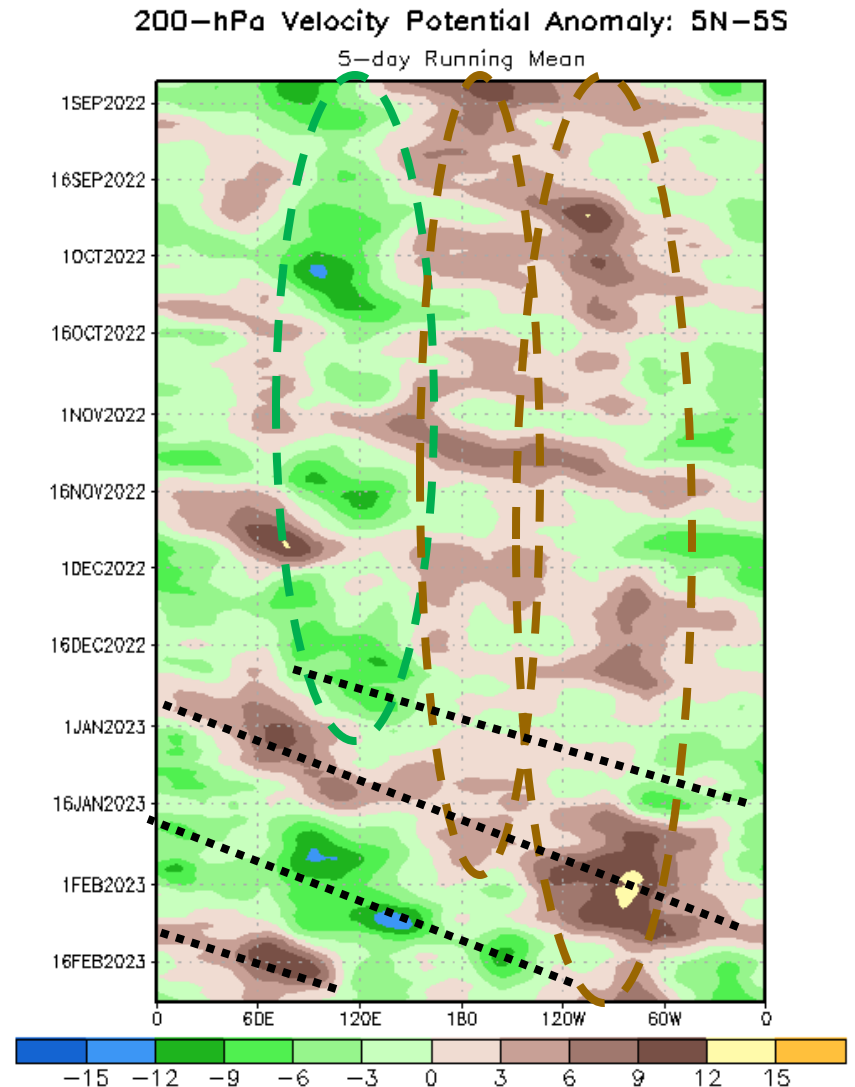 200-hPa Velocity Potential Anomaly: 5N-5S
5-day Running Mean
1SEP2022
16SEP2022
1OCT2022
16OCT2022
1NOV2022
16NOV2022
1DEC2022
16DEC2022
1JAN2023
16JAN2023
1FEB2023
16FEB2023
0 60E 120E 180 120W 60W 0
-15 -12 -9 -6 -3 0 3 6 9 12 15